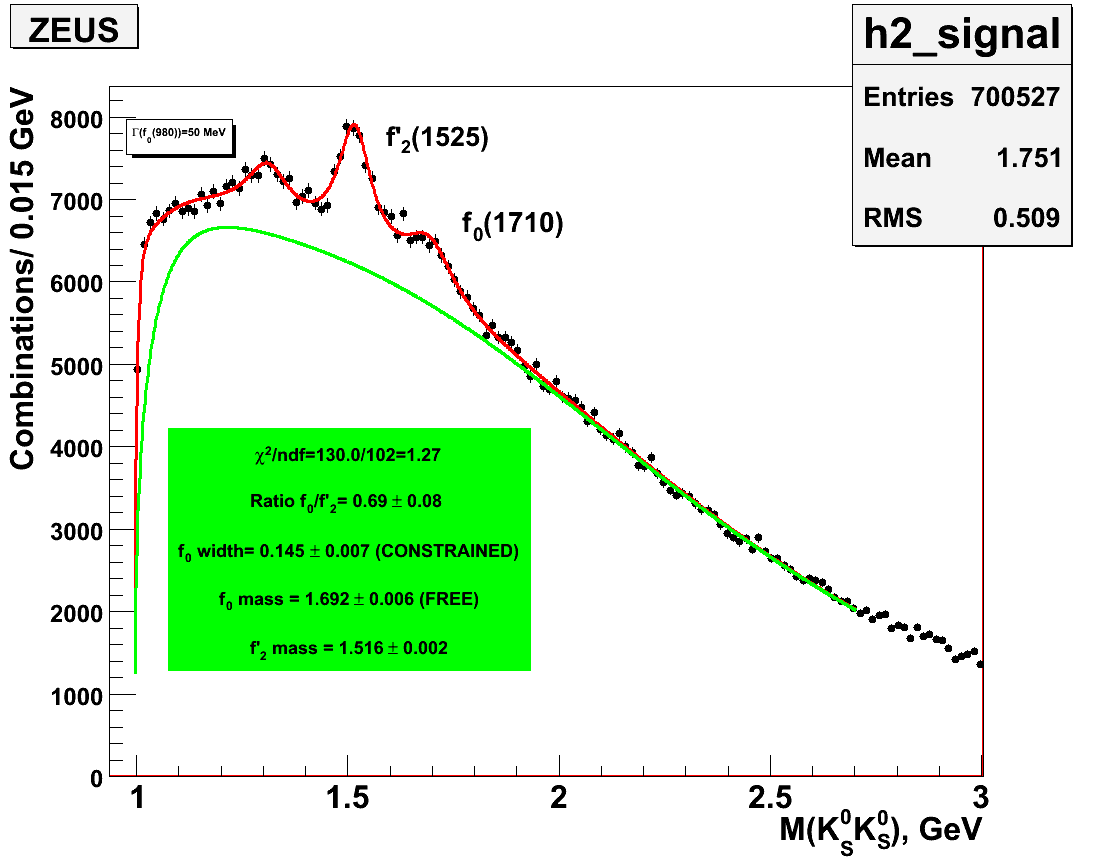 ZEUS
h2_signal
Entries 700527
Mean 1.751
RMS 0.509
Combinations/ 0.015 GeV
8000
7000
6000
5000
4000
3000
2000
1000
0
Γ(f₀(980))=50 MeV
f'₂(1525)
f₀(1710)
χ²/ndf=130.0/102=1.27
Ratio f₀/f'₂= 0.69 ± 0.08
f₀ width= 0.145 ± 0.007 (CONSTRAINED)
f₀ mass = 1.692 ± 0.006 (FREE)
f'₂ mass = 1.516 ± 0.002
1 1.5 2 2.5 3
M(K⁰_S K⁰_S), GeV